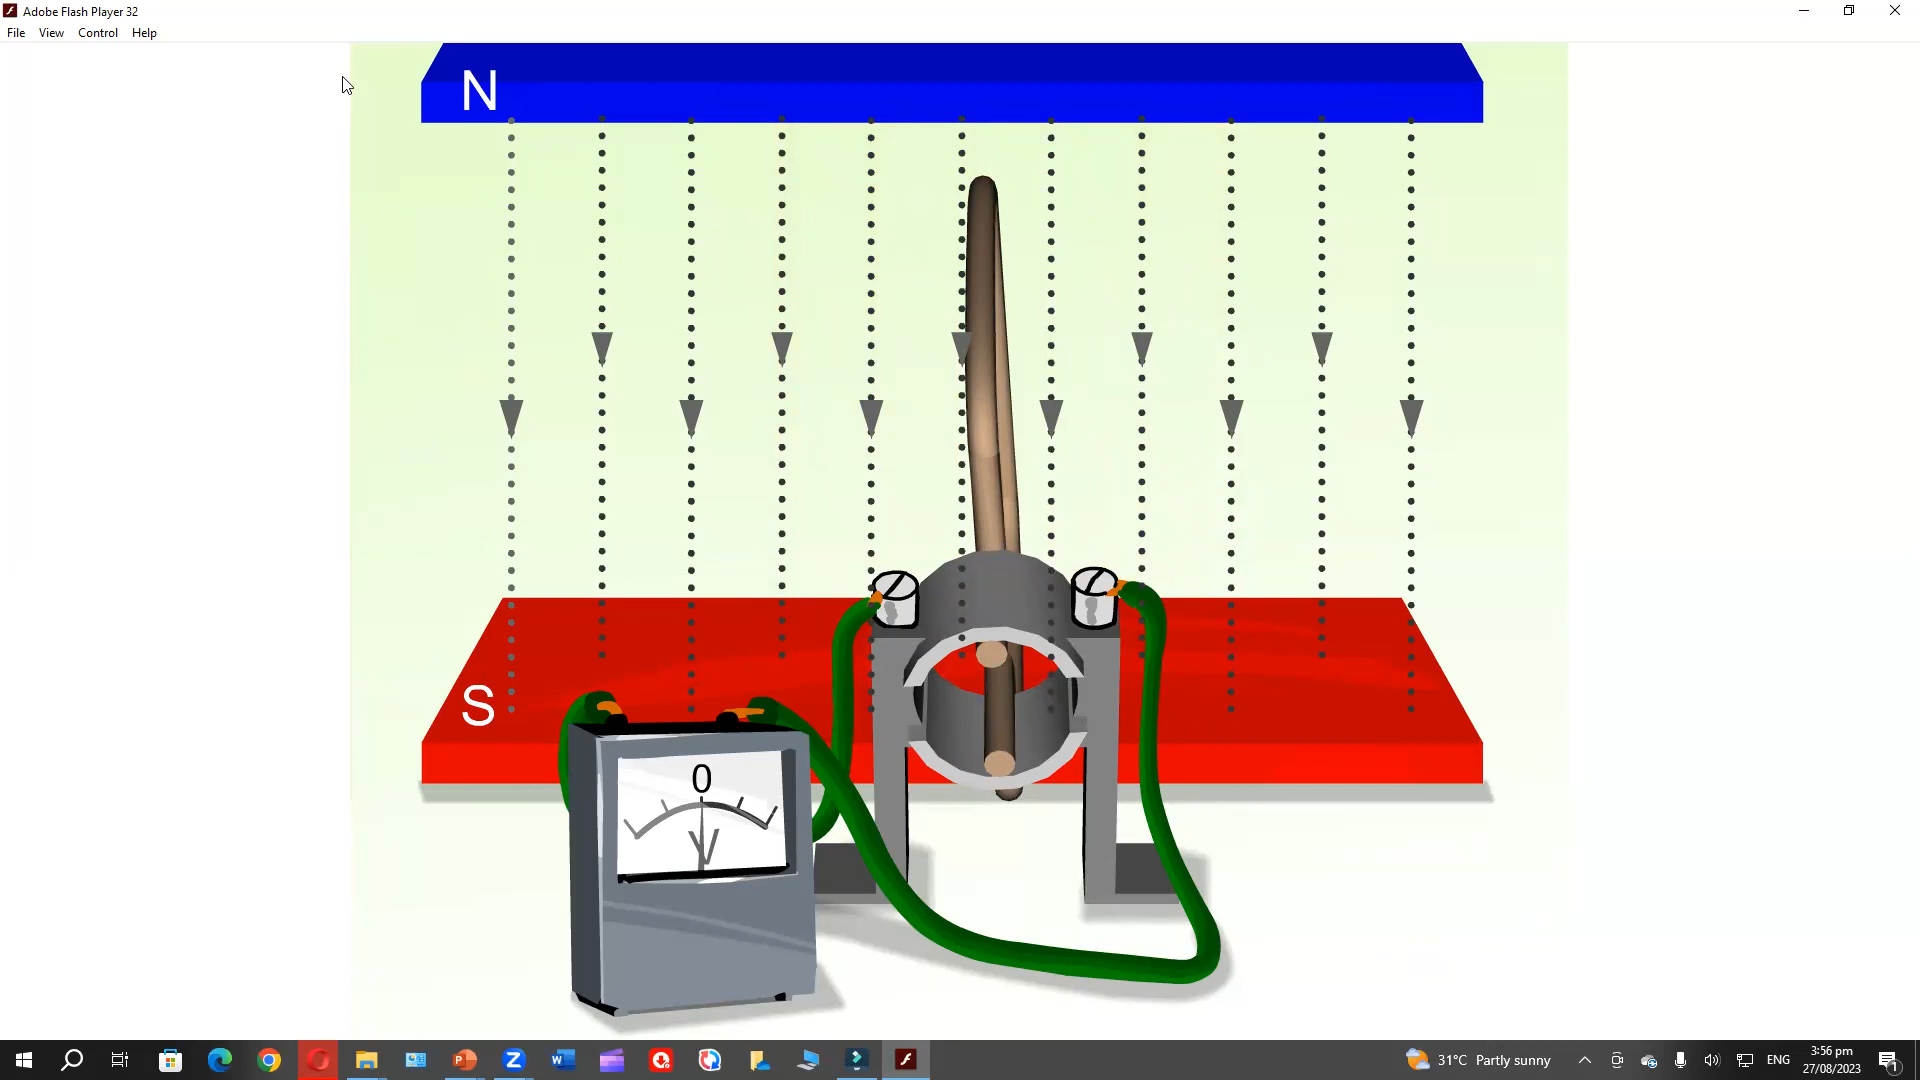 Adobe Flash Player 32
File View Control Help
N
S
0
V
31°C Partly sunny
ENG
3:56 pm
27/08/2023
1